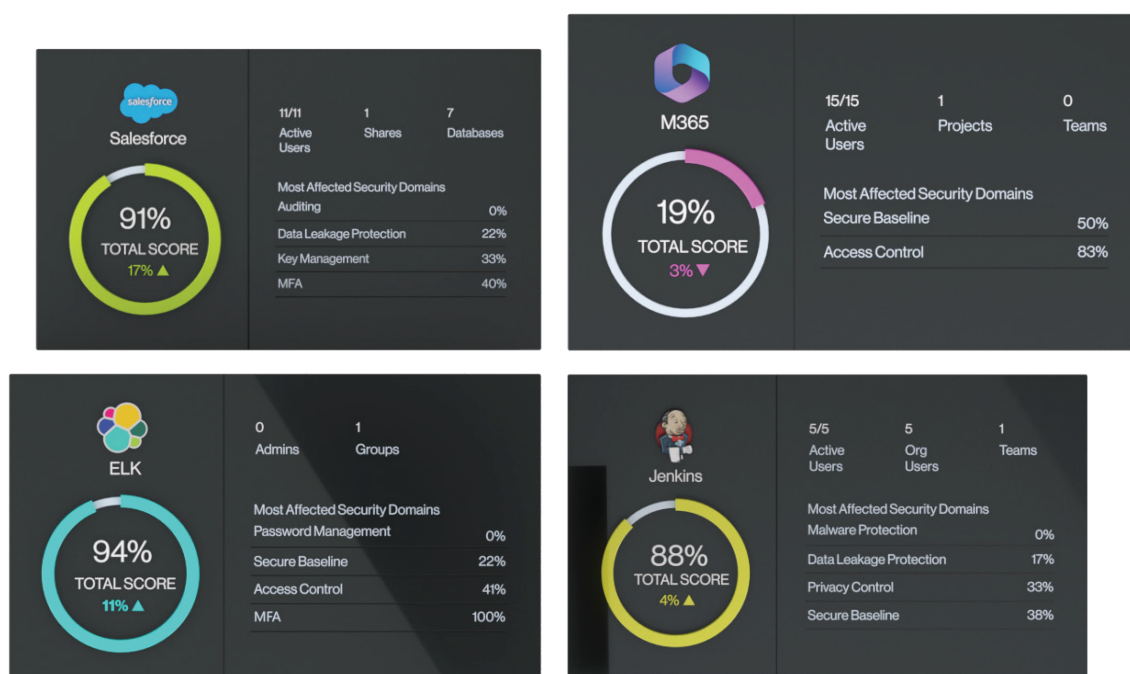 salesforce
Salesforce
91%
TOTAL SCORE
17% ▲
11/11 1 7
Active Shares Databases
Users
Most Affected Security Domains
Auditing 0%
Data Leakage Protection 22%
Key Management 33%
MFA 40%
M365
19%
TOTAL SCORE
3% ▼
15/15 1 0
Active Projects Teams
Users
Most Affected Security Domains
Secure Baseline 50%
Access Control 83%
ELK
94%
TOTAL SCORE
11% ▲
0 1
Admins Groups
Most Affected Security Domains
Password Management 0%
Secure Baseline 22%
Access Control 41%
MFA 100%
Jenkins
88%
TOTAL SCORE
4% ▲
5/5 5 1
Active Org Teams
Users Users
Most Affected Security Domains
Malware Protection 0%
Data Leakage Protection 17%
Privacy Control 33%
Secure Baseline 38%